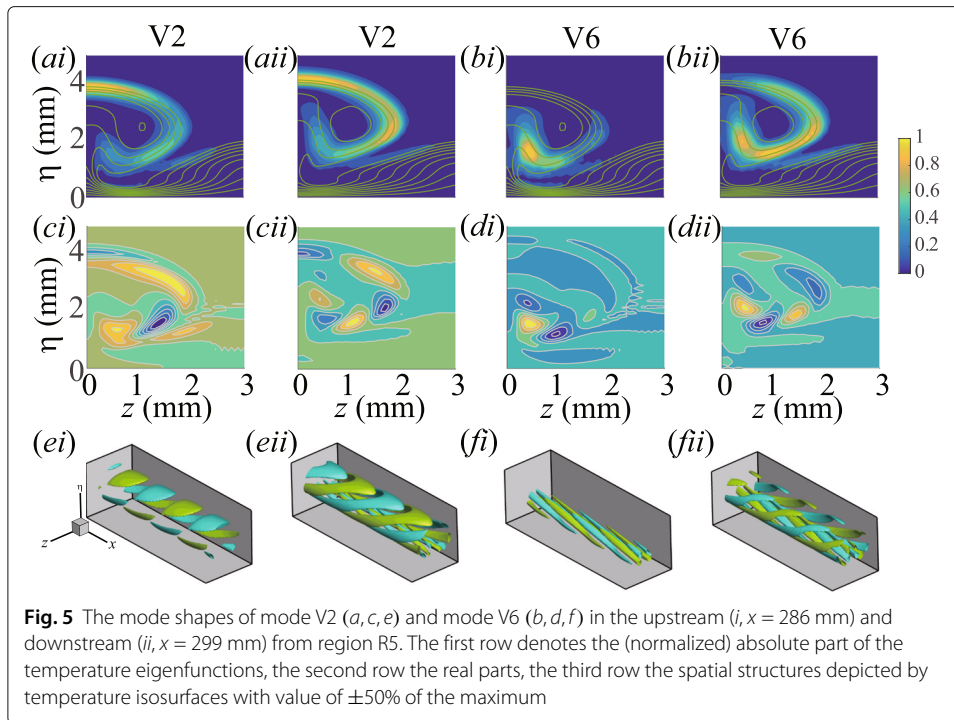 V2 V2 V6 V6
(ai) (aii) (bi) (bii)
η (mm)
4
2
0
1
0.8
0.6
0.4
0.2
0
(ci) (cii) (di) (dii)
η (mm)
4
2
0
0 1 2 0 1 2 0 1 2 0 1 2 3
z (mm) z (mm) z (mm) z (mm)
(ei) (eii) (fi) (fii)
η
z x
Fig. 5 The mode shapes of mode V2 (a, c, e) and mode V6 (b, d, f) in the upstream (i, x = 286 mm) and
downstream (ii, x = 299 mm) from region R5. The first row denotes the (normalized) absolute part of the
temperature eigenfunctions, the second row the real parts, the third row the spatial structures depicted by
temperature isosurfaces with value of ±50% of the maximum